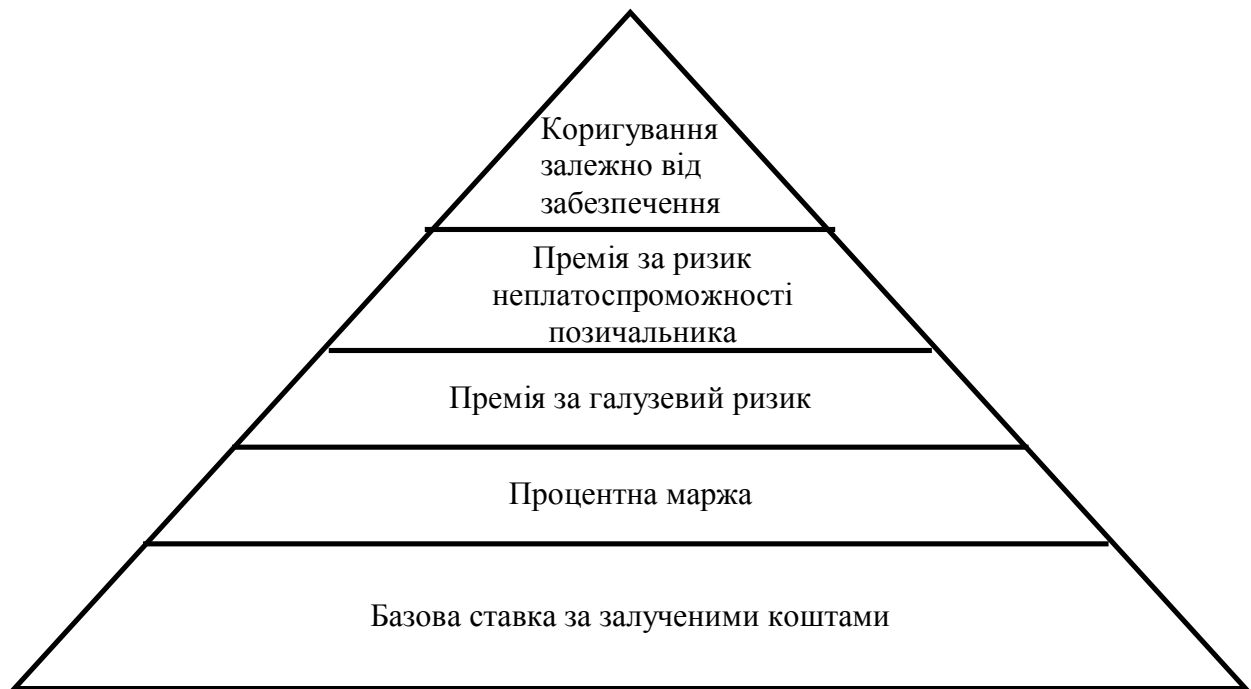 Коригування
залежно від
забезпечення
Премія за ризик
неплатоспроможності
позичальника
Премія за галузевий ризик
Процентна маржа
Базова ставка за залученими коштами